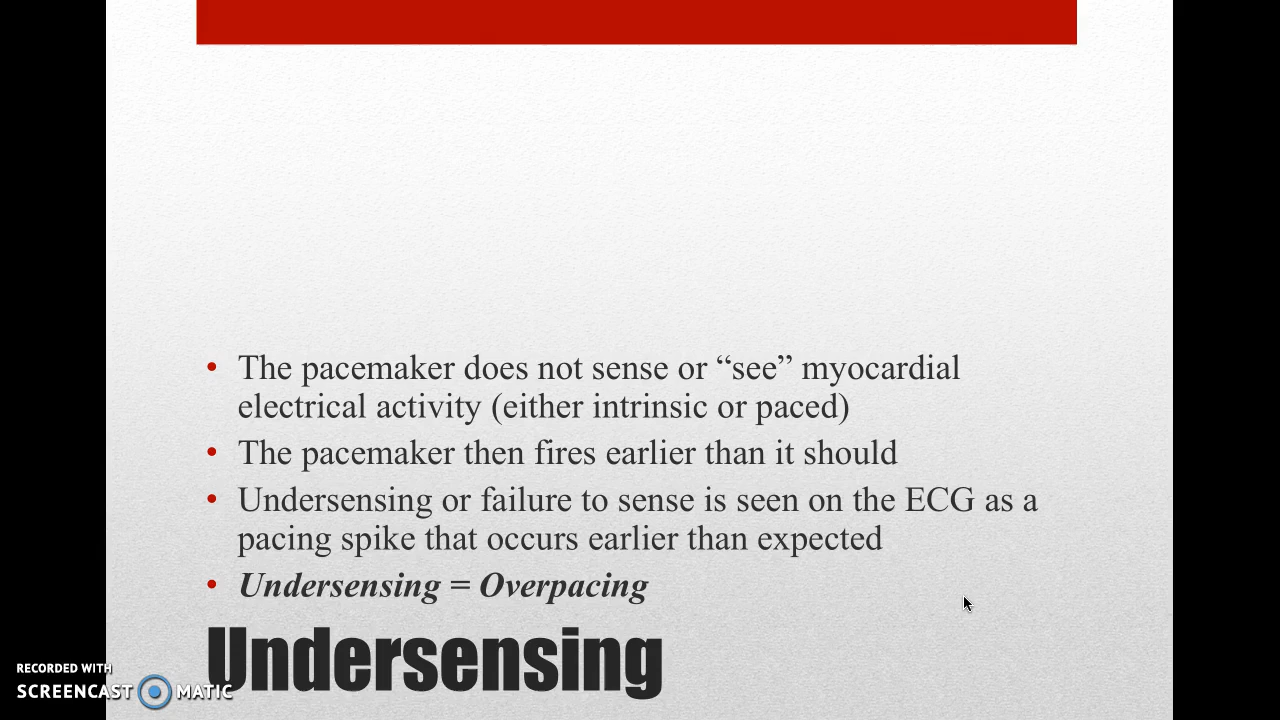 • The pacemaker does not sense or “see” myocardial
electrical activity (either intrinsic or paced)
• The pacemaker then fires earlier than it should
• Undersensing or failure to sense is seen on the ECG as a
pacing spike that occurs earlier than expected
• Undersensing = Overpacing
Undersensing
RECORDED WITH
SCREENCAST MATIC